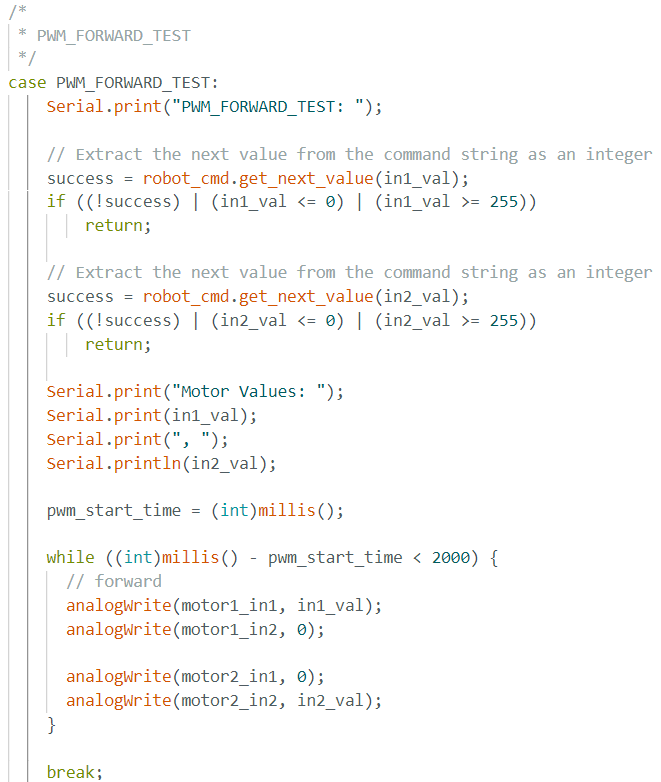 /*
 * PWM_FORWARD_TEST
 */
case PWM_FORWARD_TEST:
    Serial.print("PWM_FORWARD_TEST: ");

    // Extract the next value from the command string as an integer
    success = robot_cmd.get_next_value(in1_val);
    if ((!success) | (in1_val <= 0) | (in1_val >= 255))
        return;

    // Extract the next value from the command string as an integer
    success = robot_cmd.get_next_value(in2_val);
    if ((!success) | (in2_val <= 0) | (in2_val >= 255))
        return;

    Serial.print("Motor Values: ");
    Serial.print(in1_val);
    Serial.print(", ");
    Serial.println(in2_val);

    pwm_start_time = (int)millis();

    while ((int)millis() - pwm_start_time < 2000) {
      // forward
      analogWrite(motor1_in1, in1_val);
      analogWrite(motor1_in2, 0);

      analogWrite(motor2_in1, 0);
      analogWrite(motor2_in2, in2_val);
    }

    break;